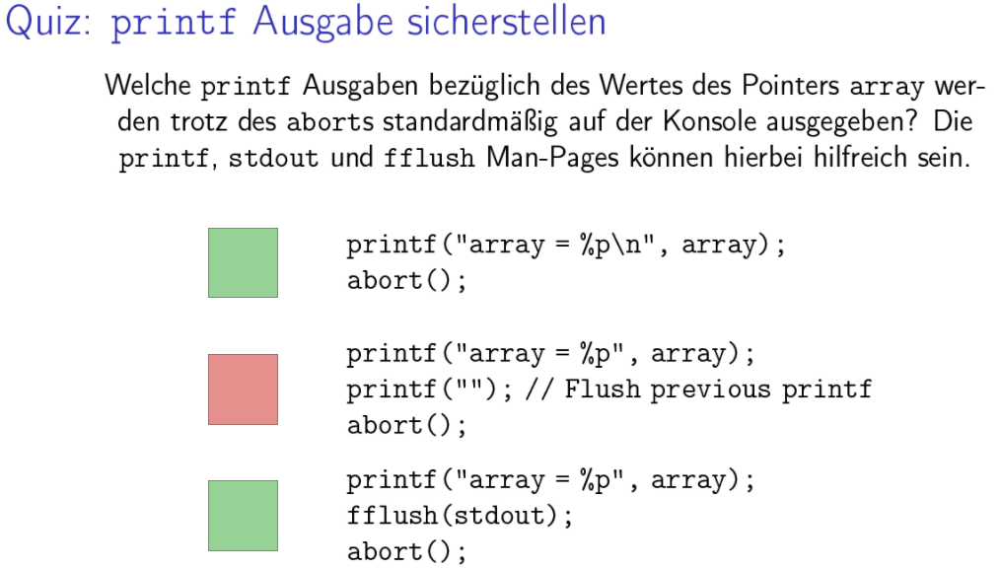 Quiz: printf Ausgabe sicherstellen
Welche printf Ausgaben bezüglich des Wertes des Pointers array wer-
den trotz des aborts standardmäßig auf der Konsole ausgegeben? Die
printf, stdout und fflush Man-Pages können hierbei hilfreich sein.
printf("array = %p\n", array);
abort();
printf("array = %p", array);
printf(""); // Flush previous printf
abort();
printf("array = %p", array);
fflush(stdout);
abort();